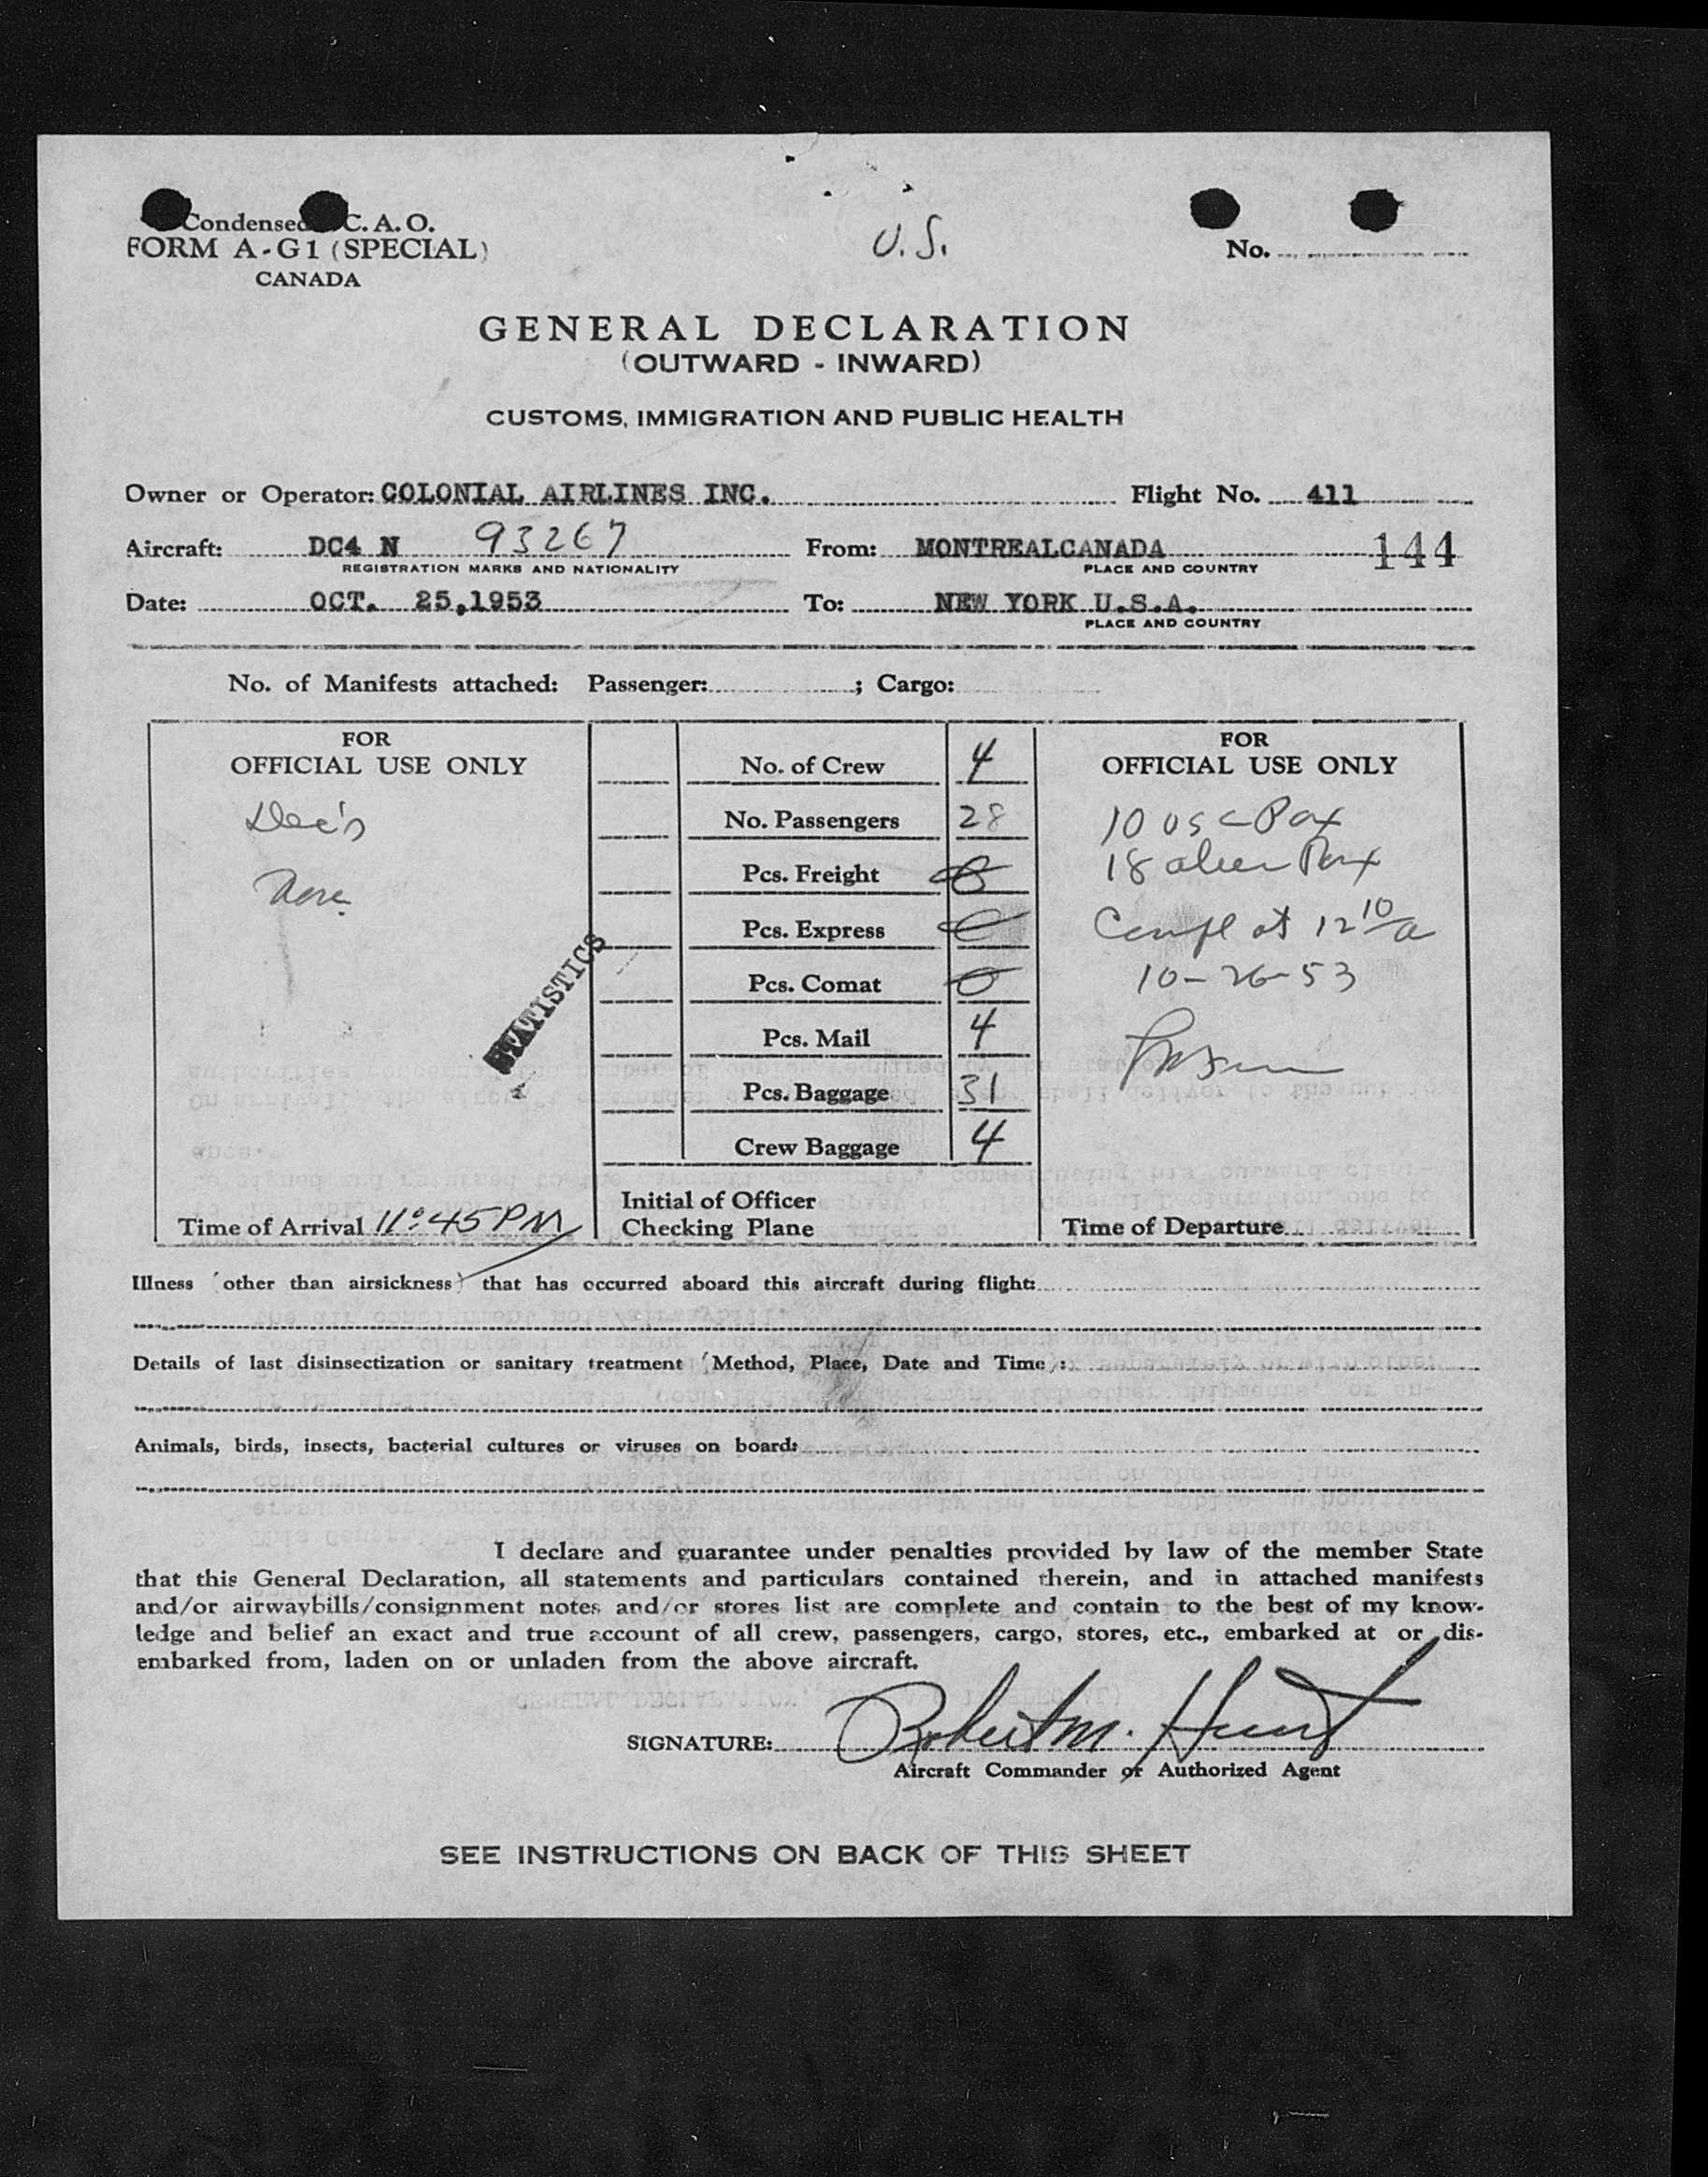 Condensed C. A. O.
FORM A-G1 (SPECIAL)
CANADA
U.S.
No.
GENERAL DECLARATION
(OUTWARD - INWARD)
CUSTOMS, IMMIGRATION AND PUBLIC HEALTH
Owner or Operator: COLONIAL AIRLINES INC. Flight No. 411
Aircraft: DC4 N 93267 From: MONTREALCANADA 144
REGISTRATION MARKS AND NATIONALITY PLACE AND COUNTRY
Date: OCT. 25,1953 To: NEW YORK U.S.A.
PLACE AND COUNTRY
No. of Manifests attached: Passenger: ; Cargo:
FOR
OFFICIAL USE ONLY
Dec's
None
STATISTICS
Time of Arrival 11:45 PM
No. of Crew 4
No. Passengers 28
Pcs. Freight 0
Pcs. Express 0
Pcs. Comat 0
Pcs. Mail 4
Pcs. Baggage 31
Crew Baggage 4
Initial of Officer
Checking Plane
FOR
OFFICIAL USE ONLY
10 USC Pax
18 alien Pax
Compl at 12 10 a
10-26-53
Time of Departure
Illness (other than airsickness) that has occurred aboard this aircraft during flight:
Details of last disinsectization or sanitary treatment (Method, Place, Date and Time):
Animals, birds, insects, bacterial cultures or viruses on board:
I declare and guarantee under penalties provided by law of the member State
that this General Declaration, all statements and particulars contained therein, and in attached manifests
and/or airwaybills/consignment notes and/or stores list are complete and contain to the best of my know-
ledge and belief an exact and true account of all crew, passengers, cargo, stores, etc., embarked at or dis-
embarked from, laden on or unladen from the above aircraft.
SIGNATURE: Robert M. Hunt
Aircraft Commander or Authorized Agent
SEE INSTRUCTIONS ON BACK OF THIS SHEET